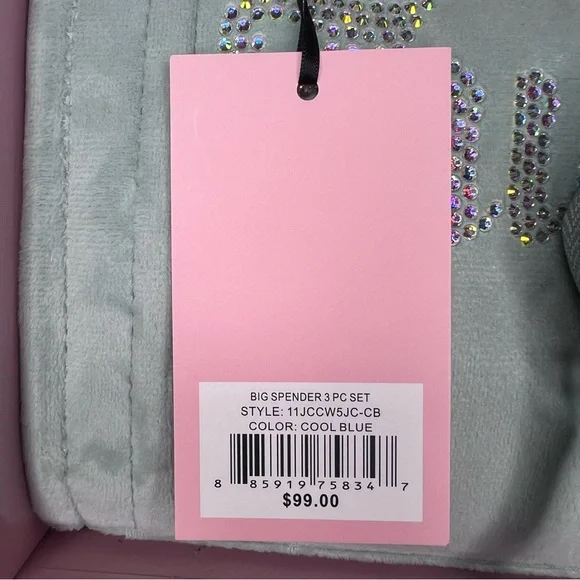 BIG SPENDER 3 PC SET
STYLE: 11JCCW5JC-CB
COLOR: COOL BLUE
8 85919 75834 7
$99.00